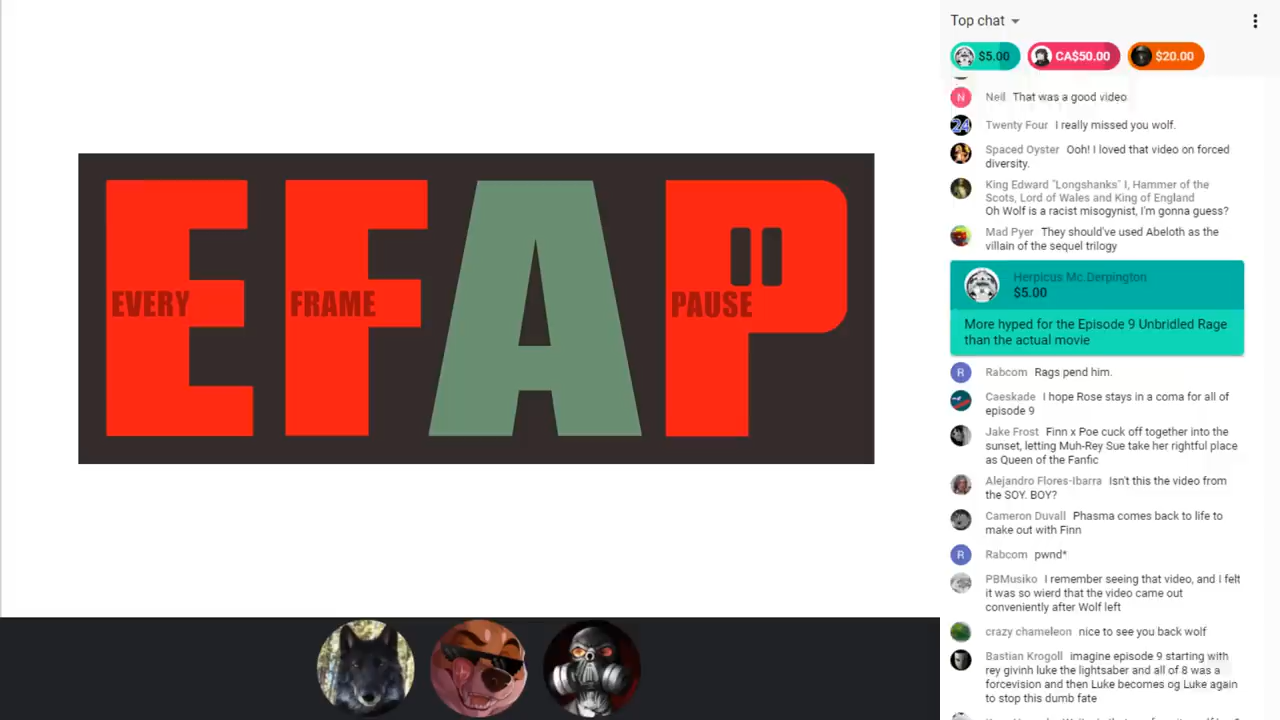 Top chat
$5.00
CA$50.00
$20.00
Neil That was a good video
Twenty Four I really missed you wolf.
Spaced Oyster Ooh! I loved that video on forced
diversity.
King Edward "Longshanks" I, Hammer of the
Scots, Lord of Wales and King of England
Oh Wolf is a racist misogynist, I'm gonna guess?
Mad Pyer They should've used Abeloth as the
villain of the sequel trilogy
Herpicus Mc.Derpington
$5.00
More hyped for the Episode 9 Unbridled Rage
than the actual movie
Rabcom Rags pend him.
Caeskade I hope Rose stays in a coma for all of
episode 9
Jake Frost Finn x Poe cuck off together into the
sunset, letting Muh-Rey Sue take her rightful place
as Queen of the Fanfic
Alejandro Flores-Ibarra Isn't this the video from
the SOY. BOY?
Cameron Duvall Phasma comes back to life to
make out with Finn
Rabcom pwnd*
PBMusiko I remember seeing that video, and I felt
it was so wierd that the video came out
conveniently after Wolf left
crazy chameleon nice to see you back wolf
Bastian Krogoll imagine episode 9 starting with
rey givinh luke the lightsaber and all of 8 was a
forcevision and then Luke becomes og Luke again
to stop this dumb fate
EFAP
EVERY FRAME PAUSE
24
N
R
R